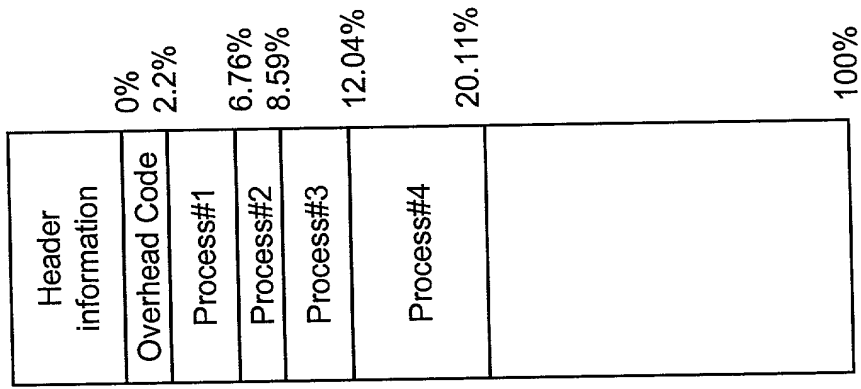 Header
information
Overhead Code
Process#1
Process#2
Process#3
Process#4
0%
2.2%
6.76%
8.59%
12.04%
20.11%
100%